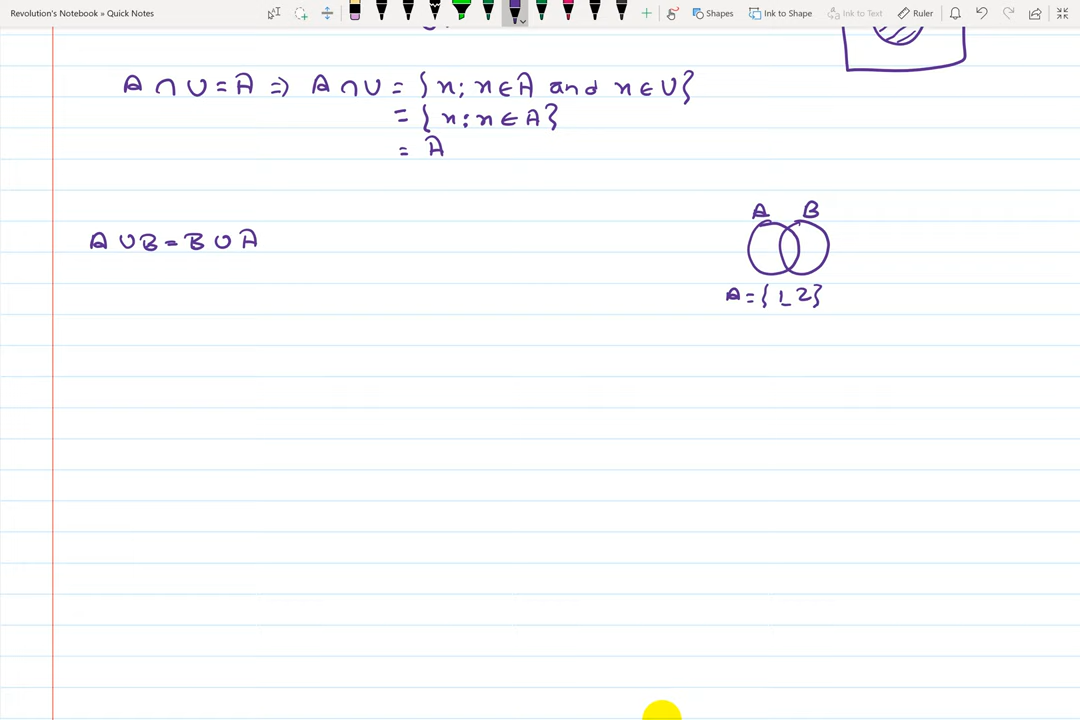 Revolution's Notebook » Quick Notes
Shapes Ink to Shape Ink to Text Ruler
A ∩ U = A ⇒ A ∩ U = { n; n ∈ A and n ∈ U}
= { n : n ∈ A }
= A
A B
A ∪ B = B ∪ A
A = { 1 2}